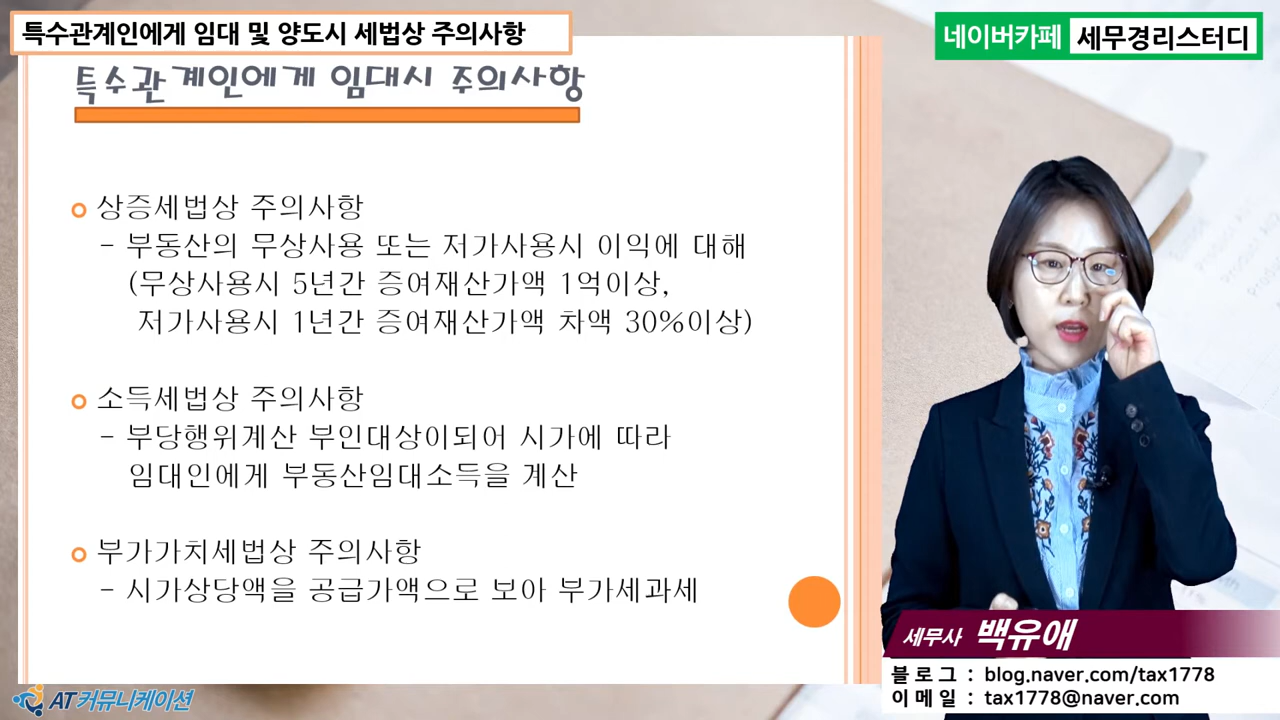 특수관계인에게 임대 및 양도시 세법상 주의사항
네이버카페 세무경리스터디
특수관계인에게 임대시 주의사항
상증세법상 주의사항
- 부동산의 무상사용 또는 저가사용시 이익에 대해
(무상사용시 5년간 증여재산가액 1억이상,
저가사용시 1년간 증여재산가액 차액 30%이상)
소득세법상 주의사항
- 부당행위계산 부인대상이되어 시가에 따라
임대인에게 부동산임대소득을 계산
부가가치세법상 주의사항
- 시가상당액을 공급가액으로 보아 부가세과세
세무사 백유애
블로그 : blog.naver.com/tax1778
이메일 : tax1778@naver.com
AT커뮤니케이션